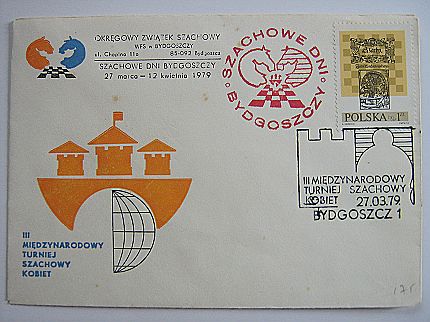 OKRĘGOWY ZWIĄZEK SZACHOWY
WFS w BYDGOSZCZY
ul. Chopina 11a 85-093 Bydgoszcz
SZACHOWE DNI BYDGOSZCZY
27 marca - 12 kwietnia 1979
SZACHOWE DNI
BYDGOSZCZY
POLSKA
III MIĘDZYNARODOWY
TURNIEJ SZACHOWY
KOBIET 27.03.79
BYDGOSZCZ 1
III
MIĘDZYNARODOWY
TURNIEJ
SZACHOWY
KOBIET